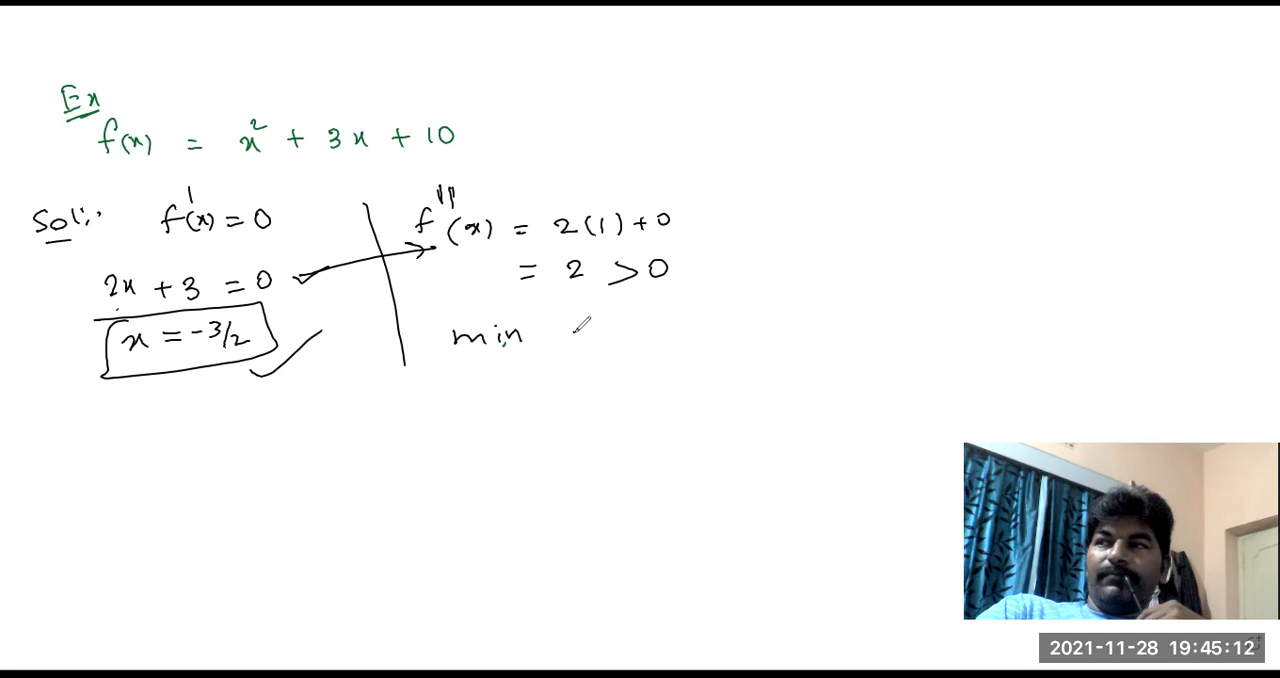 Ex
f(x) = x² + 3x + 10
Sol:
f'(x) = 0
2x + 3 = 0
x = -3/2
f''(x) = 2(1) + 0
= 2 > 0
min
2021-11-28 19:45:12